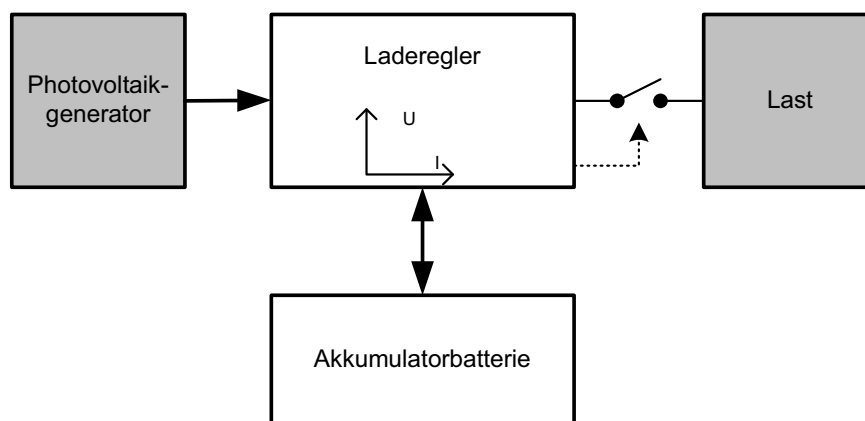 Photovoltaik-
generator
Laderegler
U
I
Last
Akkumulatorbatterie